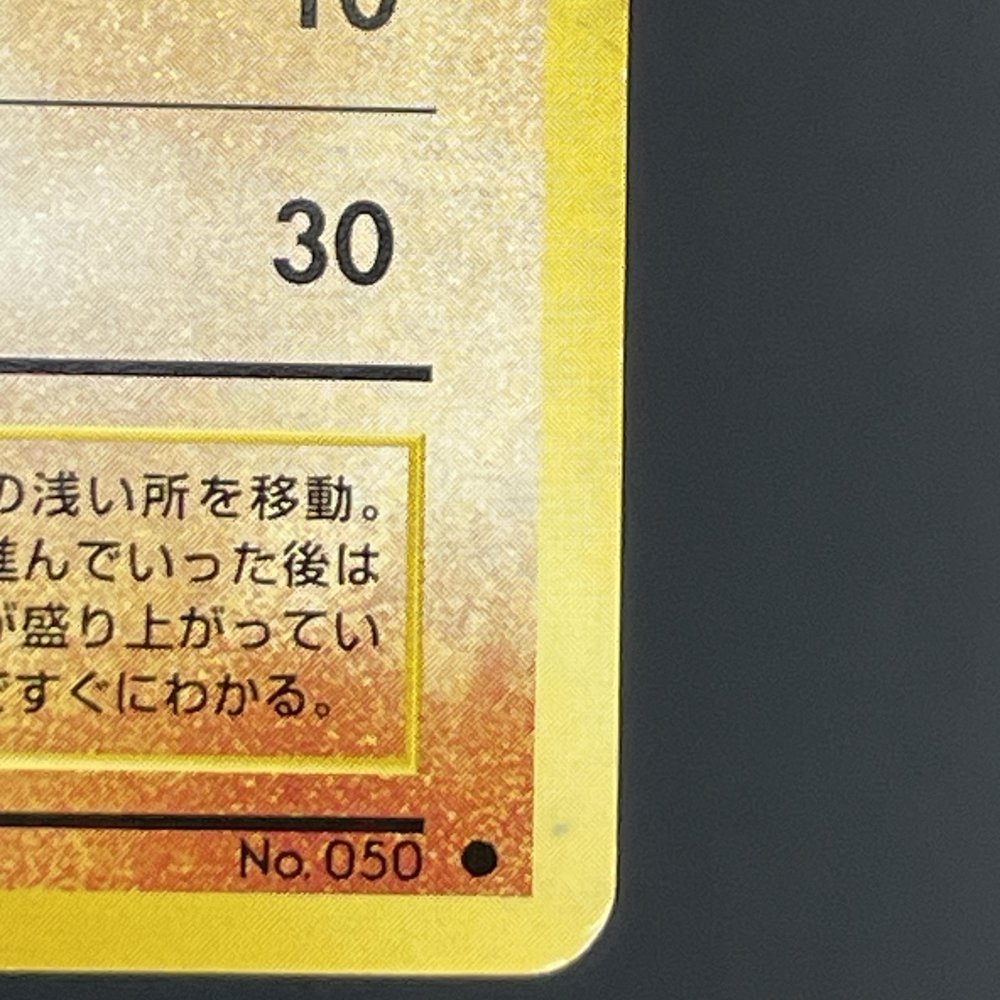 10
30
の浅い所を移動。
進んでいった後は
が盛り上がってい
ですぐにわかる。
No. 050 ●